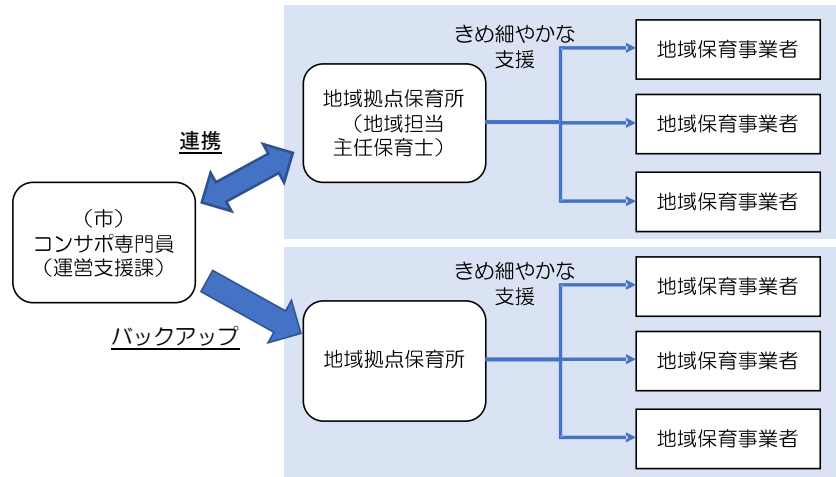 きめ細やかな
支援
地域保育事業者
地域拠点保育所
（地域担当
主任保育士）
地域保育事業者
地域保育事業者
連携
（市）
コンサポ専門員
（運営支援課）
バックアップ
きめ細やかな
支援
地域保育事業者
地域拠点保育所
地域保育事業者
地域保育事業者